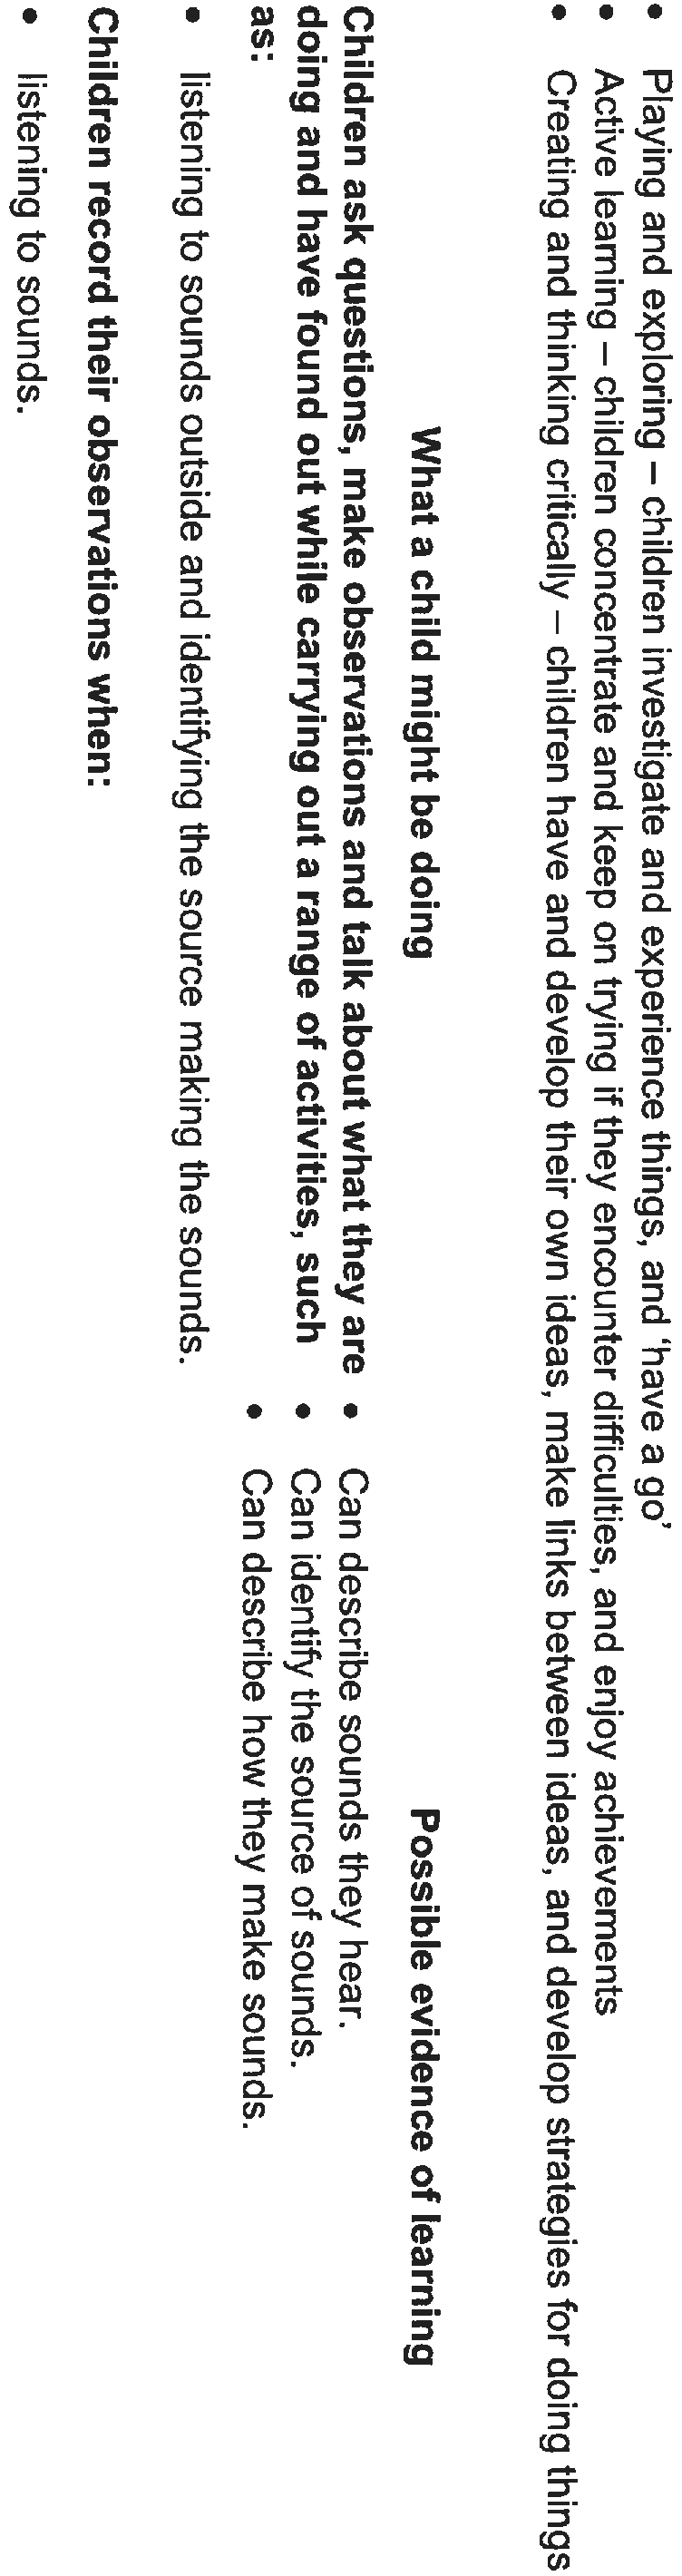 • Playing and exploring – children investigate and experience things, and ‘have a go’
• Active learning – children concentrate and keep on trying if they encounter difficulties, and enjoy achievements
• Creating and thinking critically – children have and develop their own ideas, make links between ideas, and develop strategies for doing things
What a child might be doing
Children ask questions, make observations and talk about what they are
doing and have found out while carrying out a range of activities, such
as:
• listening to sounds outside and identifying the source making the sounds.
Children record their observations when:
• listening to sounds.
Possible evidence of learning
• Can describe sounds they hear.
• Can identify the source of sounds.
• Can describe how they make sounds.